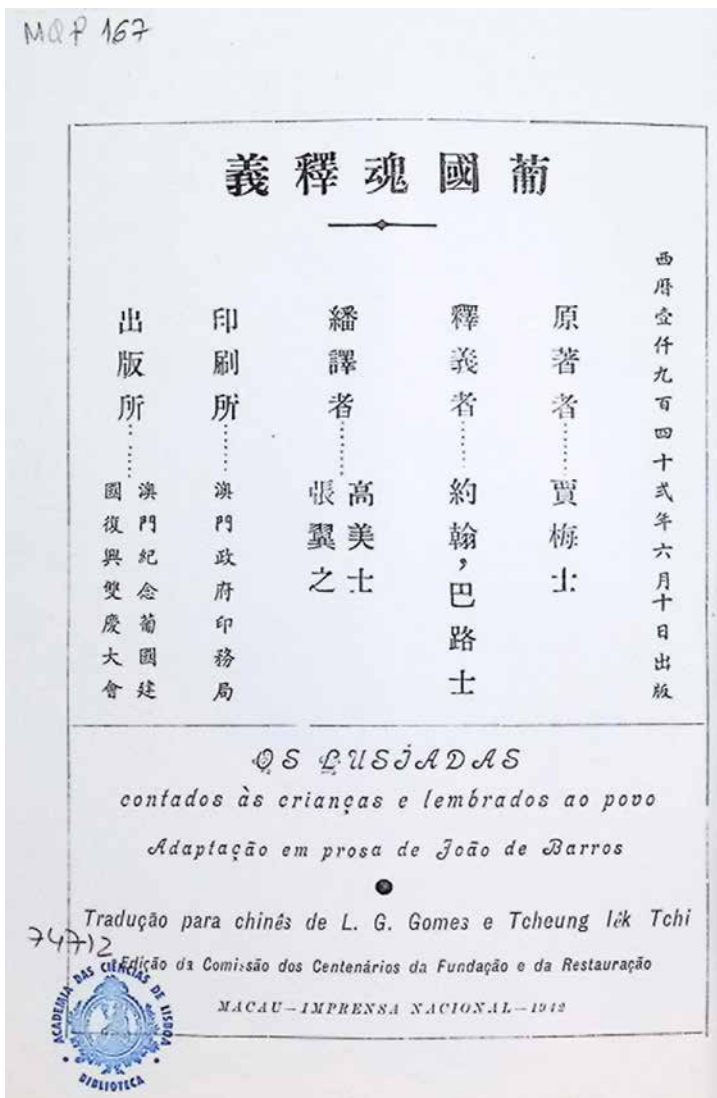 MQP 167
葡國魂釋義
西曆壹仟九百四十弍年六月十日出版
原著者……賈梅士
釋義者……約翰,巴路士
繙譯者……高美士
張翼之
印刷所……澳門政府印務局
出版所……澳門紀念葡國建
國復興雙慶大會
OS LUSÍADAS
contados às crianças e lembrados ao povo
Adaptação em prosa de João de Barros
Tradução para chinês de L. G. Gomes e Tcheung Iêk Tchi
74712
Edição da Comissão dos Centenários da Fundação e da Restauração
MACAU—IMPRENSA NACIONAL—1942
ACADEMIA DAS CIÊNCIAS DE LISBOA
BIBLIOTECA